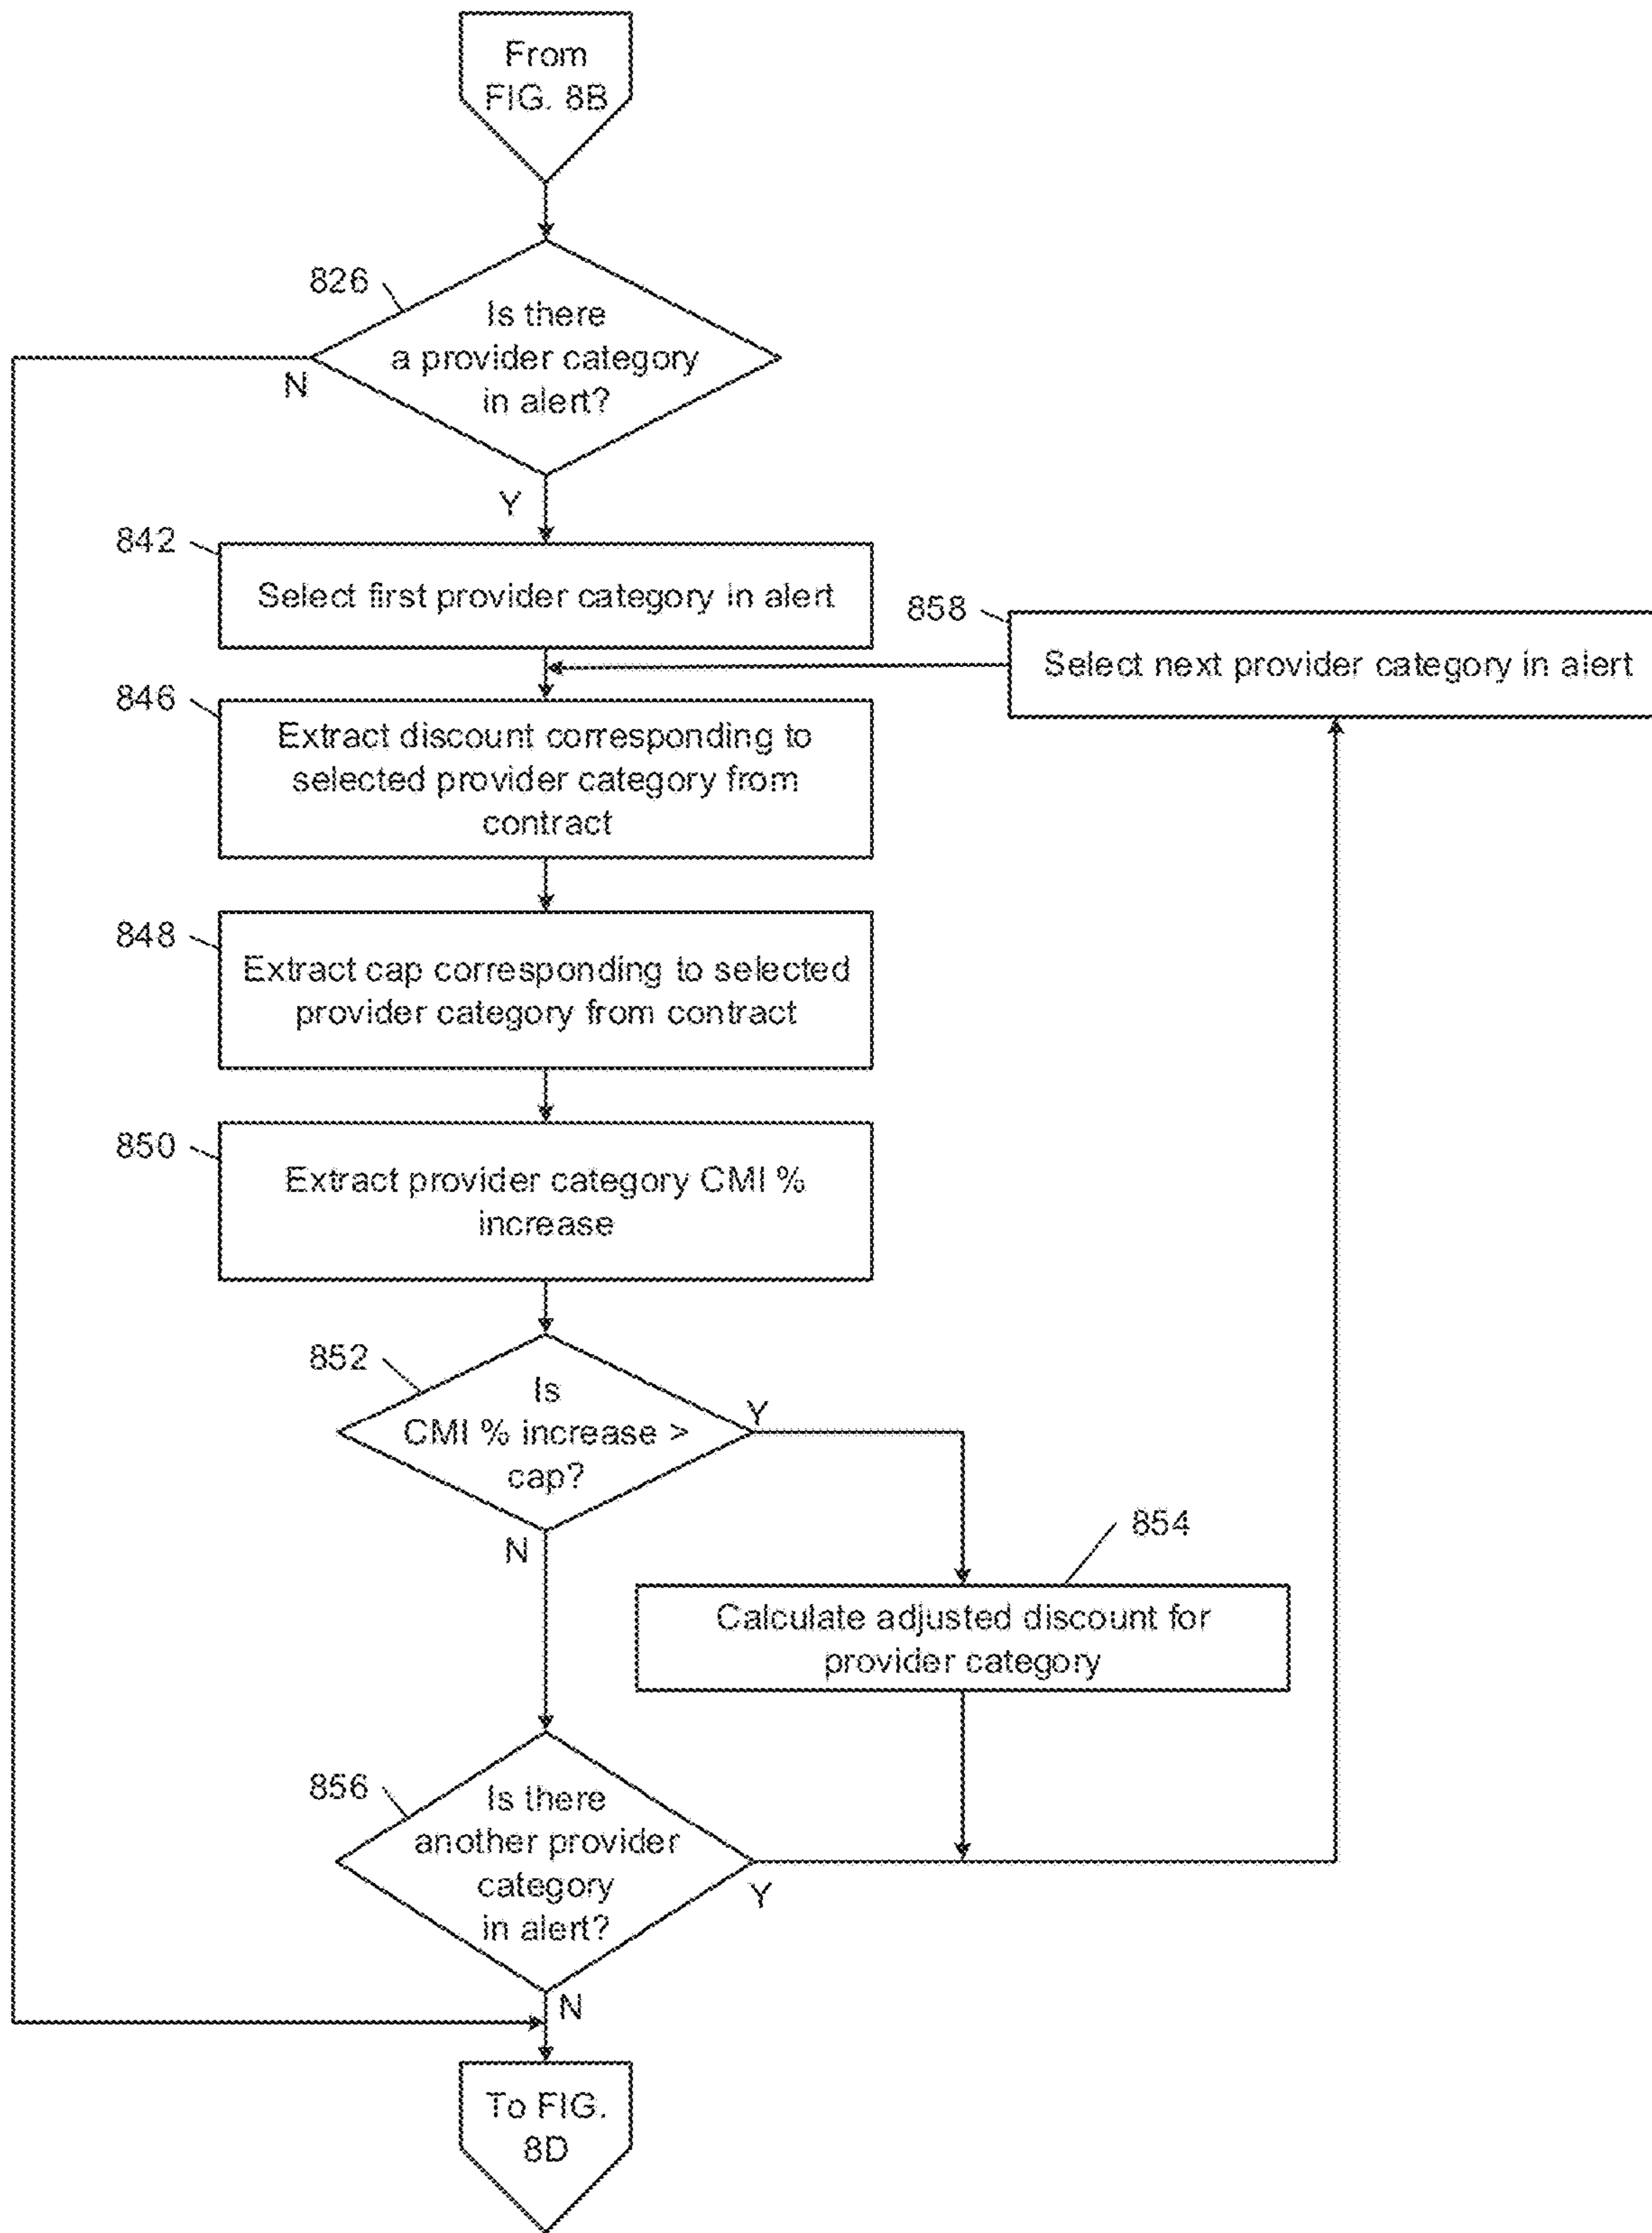 From
FIG. 8B
826
Is there
a provider category
in alert?
N
Y
842
Select first provider category in alert
858
Select next provider category in alert
846
Extract discount corresponding to
selected provider category from
contract
848
Extract cap corresponding to selected
provider category from contract
850
Extract provider category CMI %
increase
852
Is
CMI % increase >
cap?
Y
N
854
Calculate adjusted discount for
provider category
856
Is there
another provider
category
in alert?
Y
N
To FIG.
8D